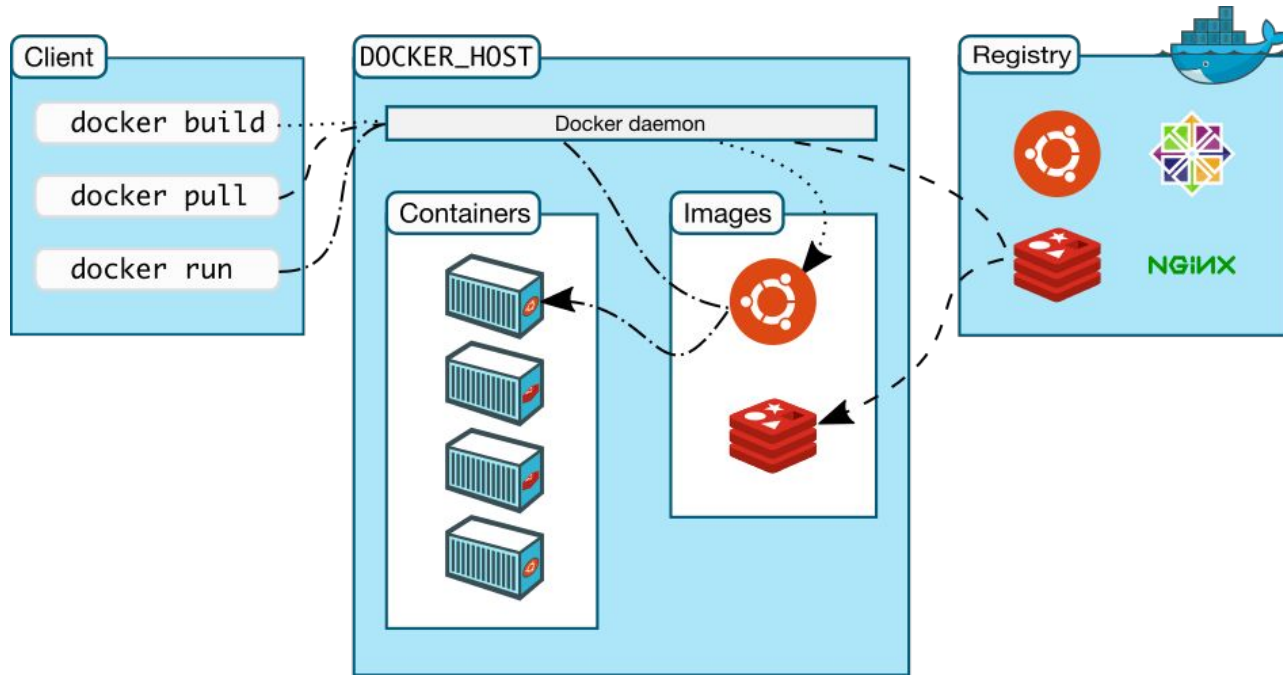 Client
docker build
docker pull
docker run
DOCKER_HOST
Docker daemon
Containers
Images
Registry
NGiNX